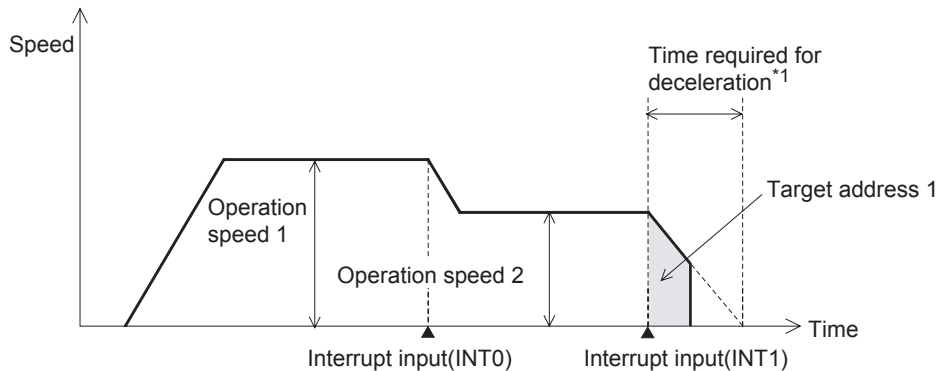 Speed
Time required for
deceleration*1
Target address 1
Operation
speed 1
Operation speed 2
Time
Interrupt input(INT0)
Interrupt input(INT1)